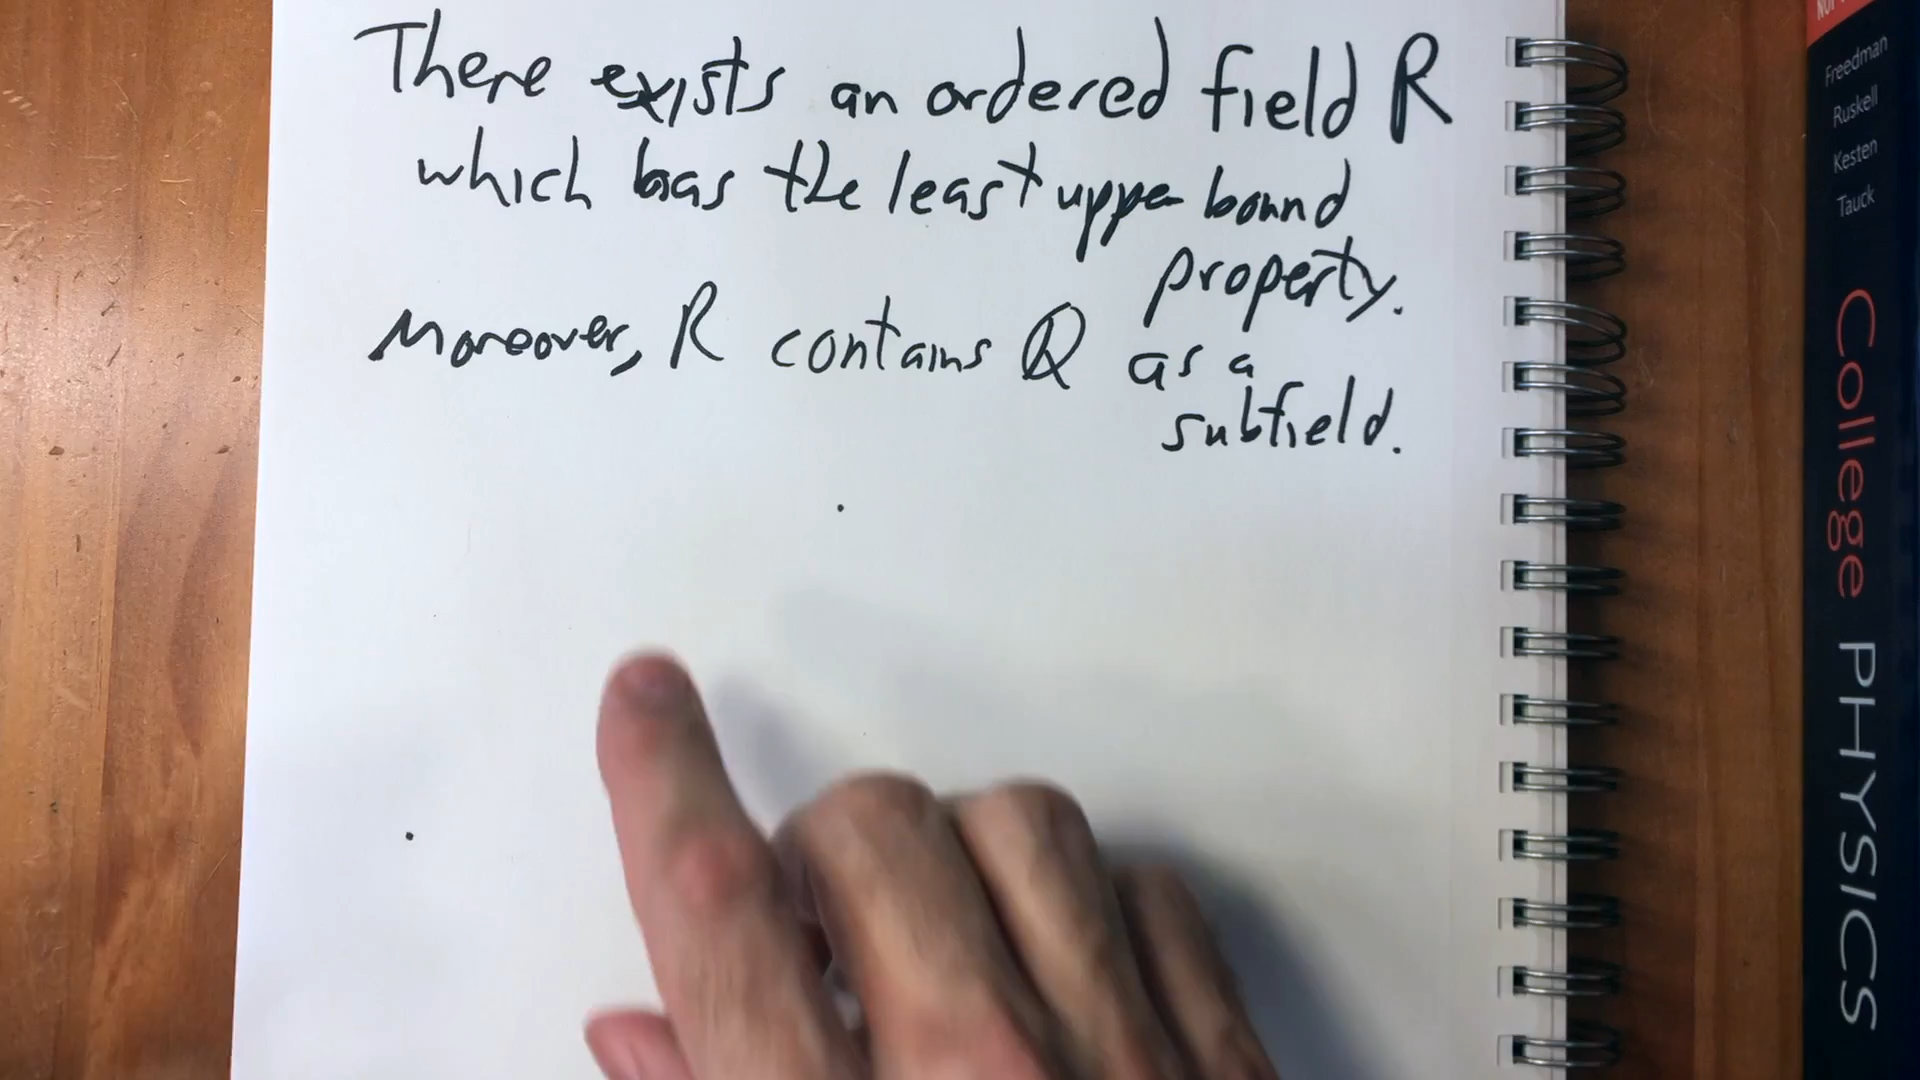 There exists an ordered field R
which has the least upper bound
property.
Moreover, R contains Q as a
subfield.
Freedman
Ruskell
Kesten
Tauck
College PHYSICS